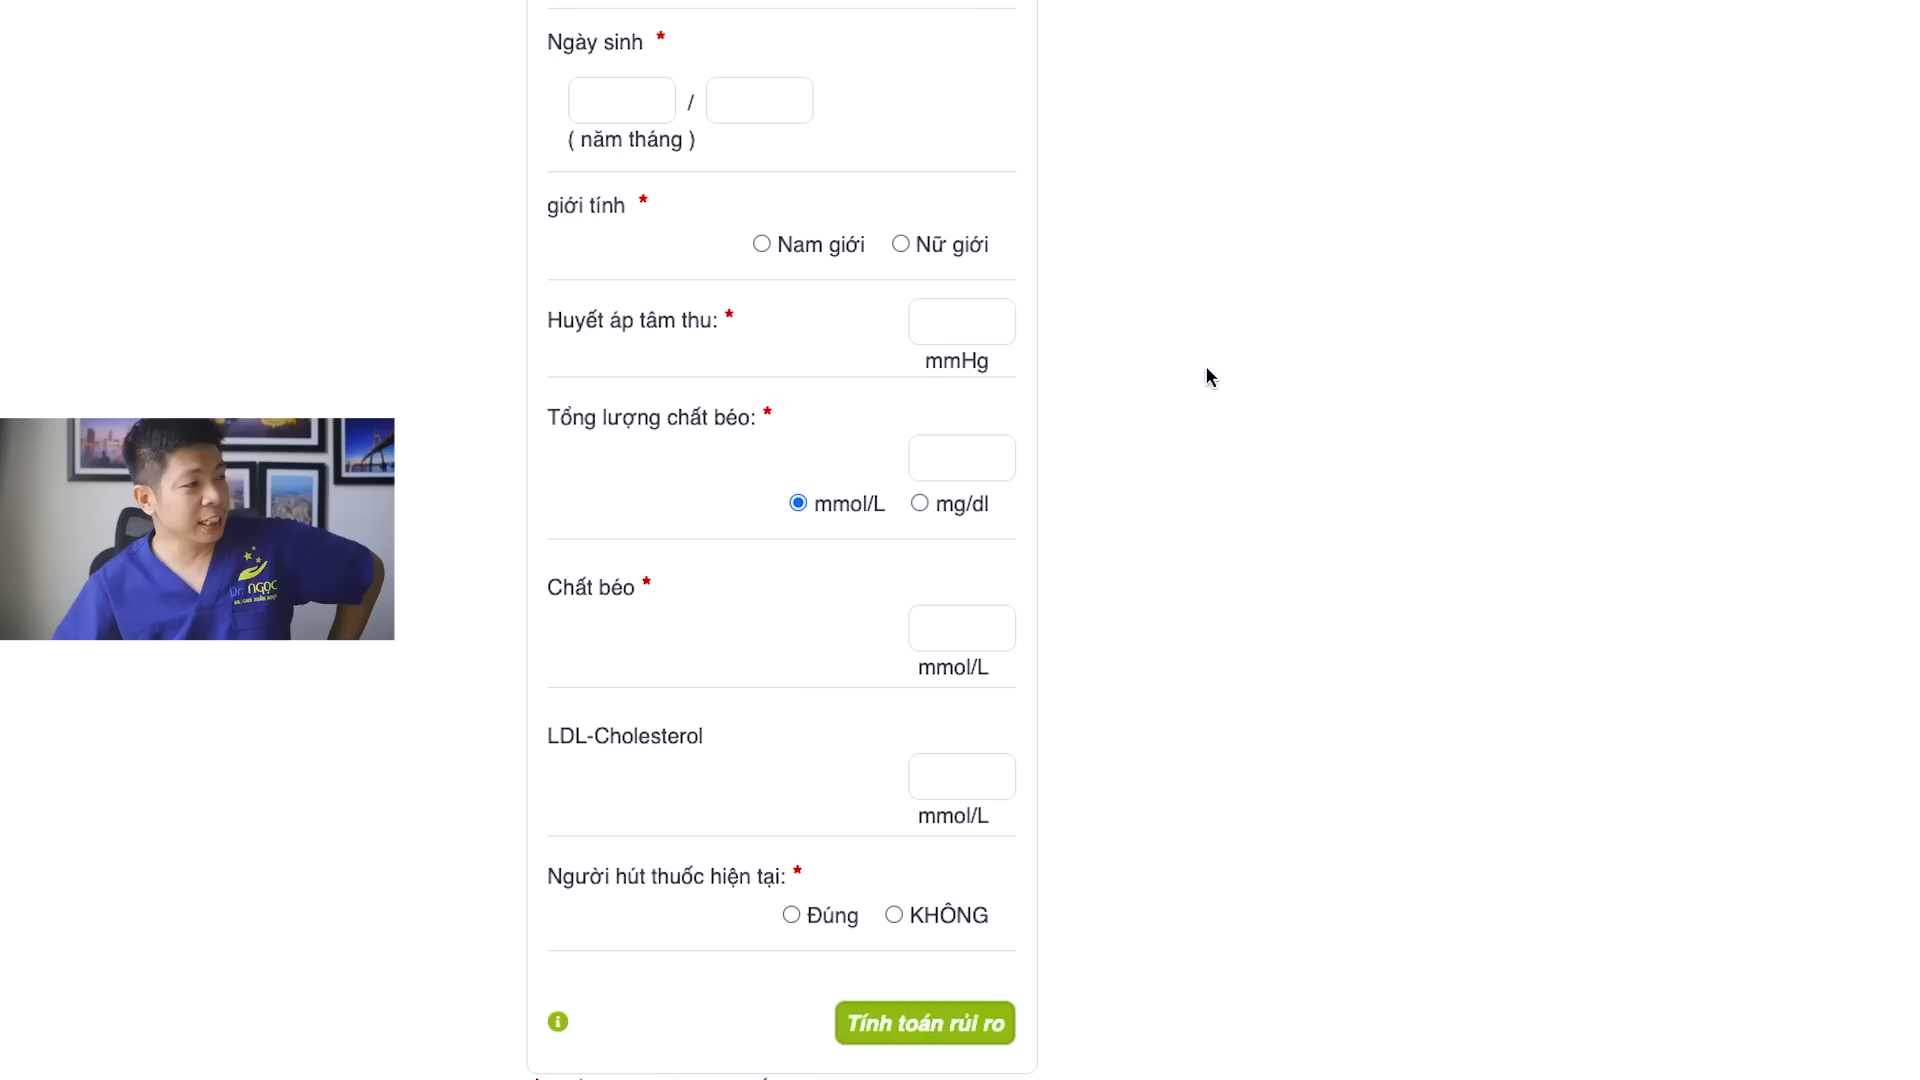 Ngày sinh *
/
( năm tháng )
giới tính *
Nam giới Nữ giới
Huyết áp tâm thu: *
mmHg
Tổng lượng chất béo: *
mmol/L mg/dl
Chất béo *
mmol/L
LDL-Cholesterol
mmol/L
Người hút thuốc hiện tại: *
Đúng KHÔNG
Tính toán rủi ro
Dr. NGỌC